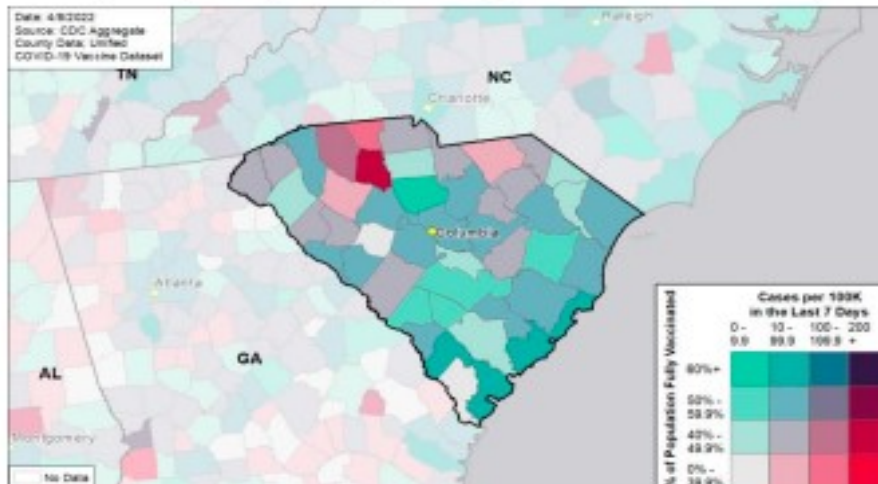 Date: 4/8/2022
Source: CDC Aggregate
County Data; Unified
COVID-19 Vaccine Dataset
Raleigh
TN
NC
Charlotte
Columbia
Atlanta
GA
AL
Montgomery
No Data
Cases per 100K
in the Last 7 Days
0 - 9.9
10 - 99.9
100 - 199.9
200 +
% of Population Fully Vaccinated
60%+
50% - 59.9%
40% - 49.9%
0% - 39.9%